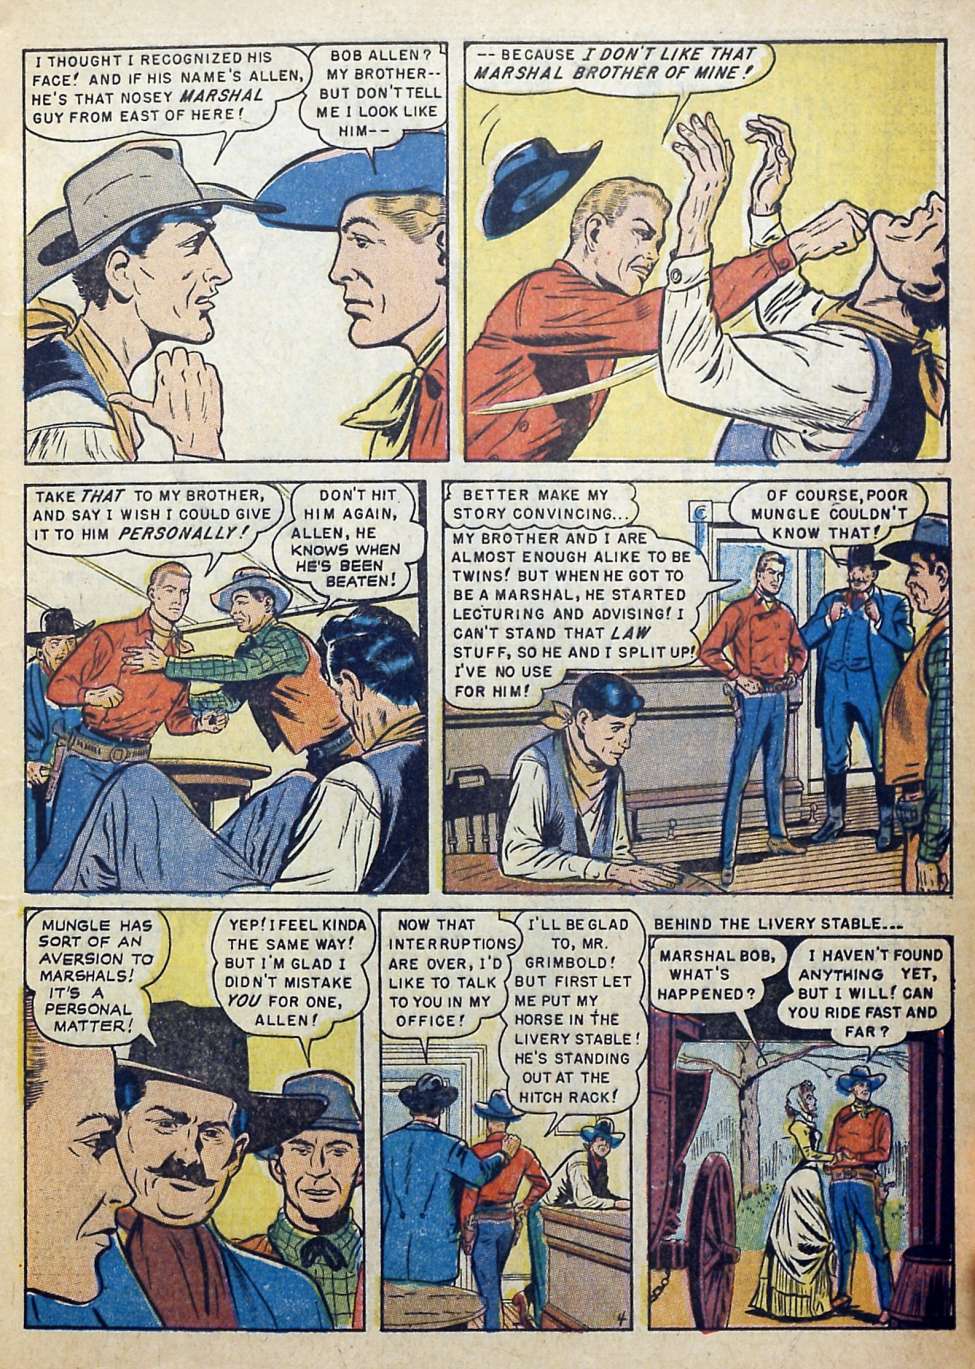 I THOUGHT I RECOGNIZED HIS
FACE! AND IF HIS NAME'S ALLEN,
HE'S THAT NOSEY MARSHAL
GUY FROM EAST OF HERE!
BOB ALLEN?
MY BROTHER--
BUT DON'T TELL
ME I LOOK LIKE
HIM--
-- BECAUSE I DON'T LIKE THAT
MARSHAL BROTHER OF MINE!
TAKE THAT TO MY BROTHER,
AND SAY I WISH I COULD GIVE
IT TO HIM PERSONALLY!
DON'T HIT
HIM AGAIN,
ALLEN, HE
KNOWS WHEN
HE'S BEEN
BEATEN!
BETTER MAKE MY
STORY CONVINCING...
MY BROTHER AND I ARE
ALMOST ENOUGH ALIKE TO BE
TWINS! BUT WHEN HE GOT TO
BE A MARSHAL, HE STARTED
LECTURING AND ADVISING! I
CAN'T STAND THAT LAW
STUFF, SO HE AND I SPLIT UP!
I'VE NO USE
FOR HIM!
OF COURSE, POOR
MUNGLE COULDN'T
KNOW THAT!
MUNGLE HAS
SORT OF AN
AVERSION TO
MARSHALS!
IT'S A
PERSONAL
MATTER!
YEP! I FEEL KINDA
THE SAME WAY!
BUT I'M GLAD I
DIDN'T MISTAKE
YOU FOR ONE,
ALLEN!
NOW THAT
INTERRUPTIONS
ARE OVER, I'D
LIKE TO TALK
TO YOU IN MY
OFFICE!
I'LL BE GLAD
TO, MR.
GRIMBOLD!
BUT FIRST LET
ME PUT MY
HORSE IN THE
LIVERY STABLE!
HE'S STANDING
OUT AT THE
HITCH RACK!
4
BEHIND THE LIVERY STABLE...
MARSHAL BOB,
WHAT'S
HAPPENED?
I HAVEN'T FOUND
ANYTHING YET,
BUT I WILL! CAN
YOU RIDE FAST AND
FAR?